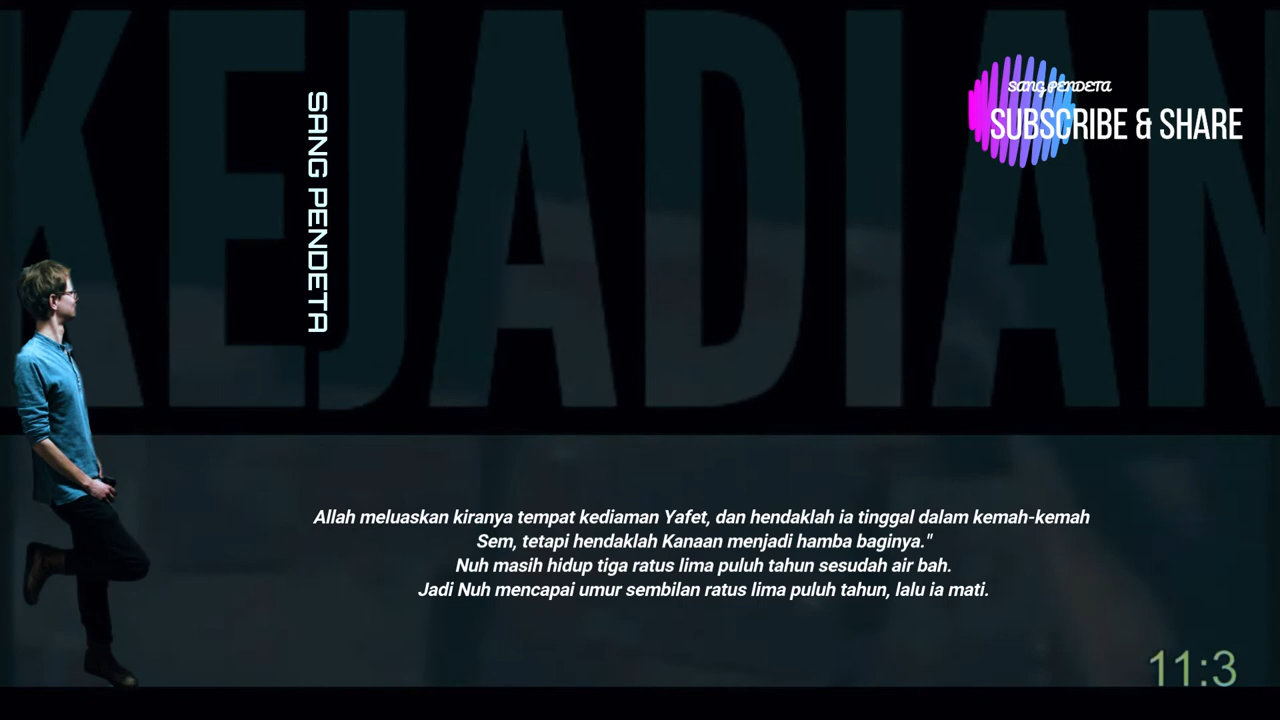 KEJADIAN
SANG PENDETA
SANG PENDETA
SUBSCRIBE & SHARE
Allah meluaskan kiranya tempat kediaman Yafet, dan hendaklah ia tinggal dalam kemah-kemah
Sem, tetapi hendaklah Kanaan menjadi hamba baginya."
Nuh masih hidup tiga ratus lima puluh tahun sesudah air bah.
Jadi Nuh mencapai umur sembilan ratus lima puluh tahun, lalu ia mati.
11:3